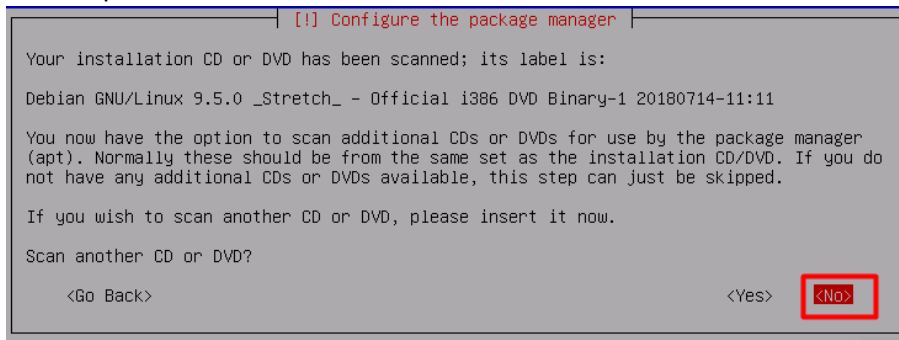 [!] Configure the package manager
Your installation CD or DVD has been scanned; its label is:
Debian GNU/Linux 9.5.0 _Stretch_ - Official i386 DVD Binary-1 20180714-11:11
You now have the option to scan additional CDs or DVDs for use by the package manager
(apt). Normally these should be from the same set as the installation CD/DVD. If you do
not have any additional CDs or DVDs available, this step can just be skipped.
If you wish to scan another CD or DVD, please insert it now.
Scan another CD or DVD?
<Go Back> <Yes> <No>